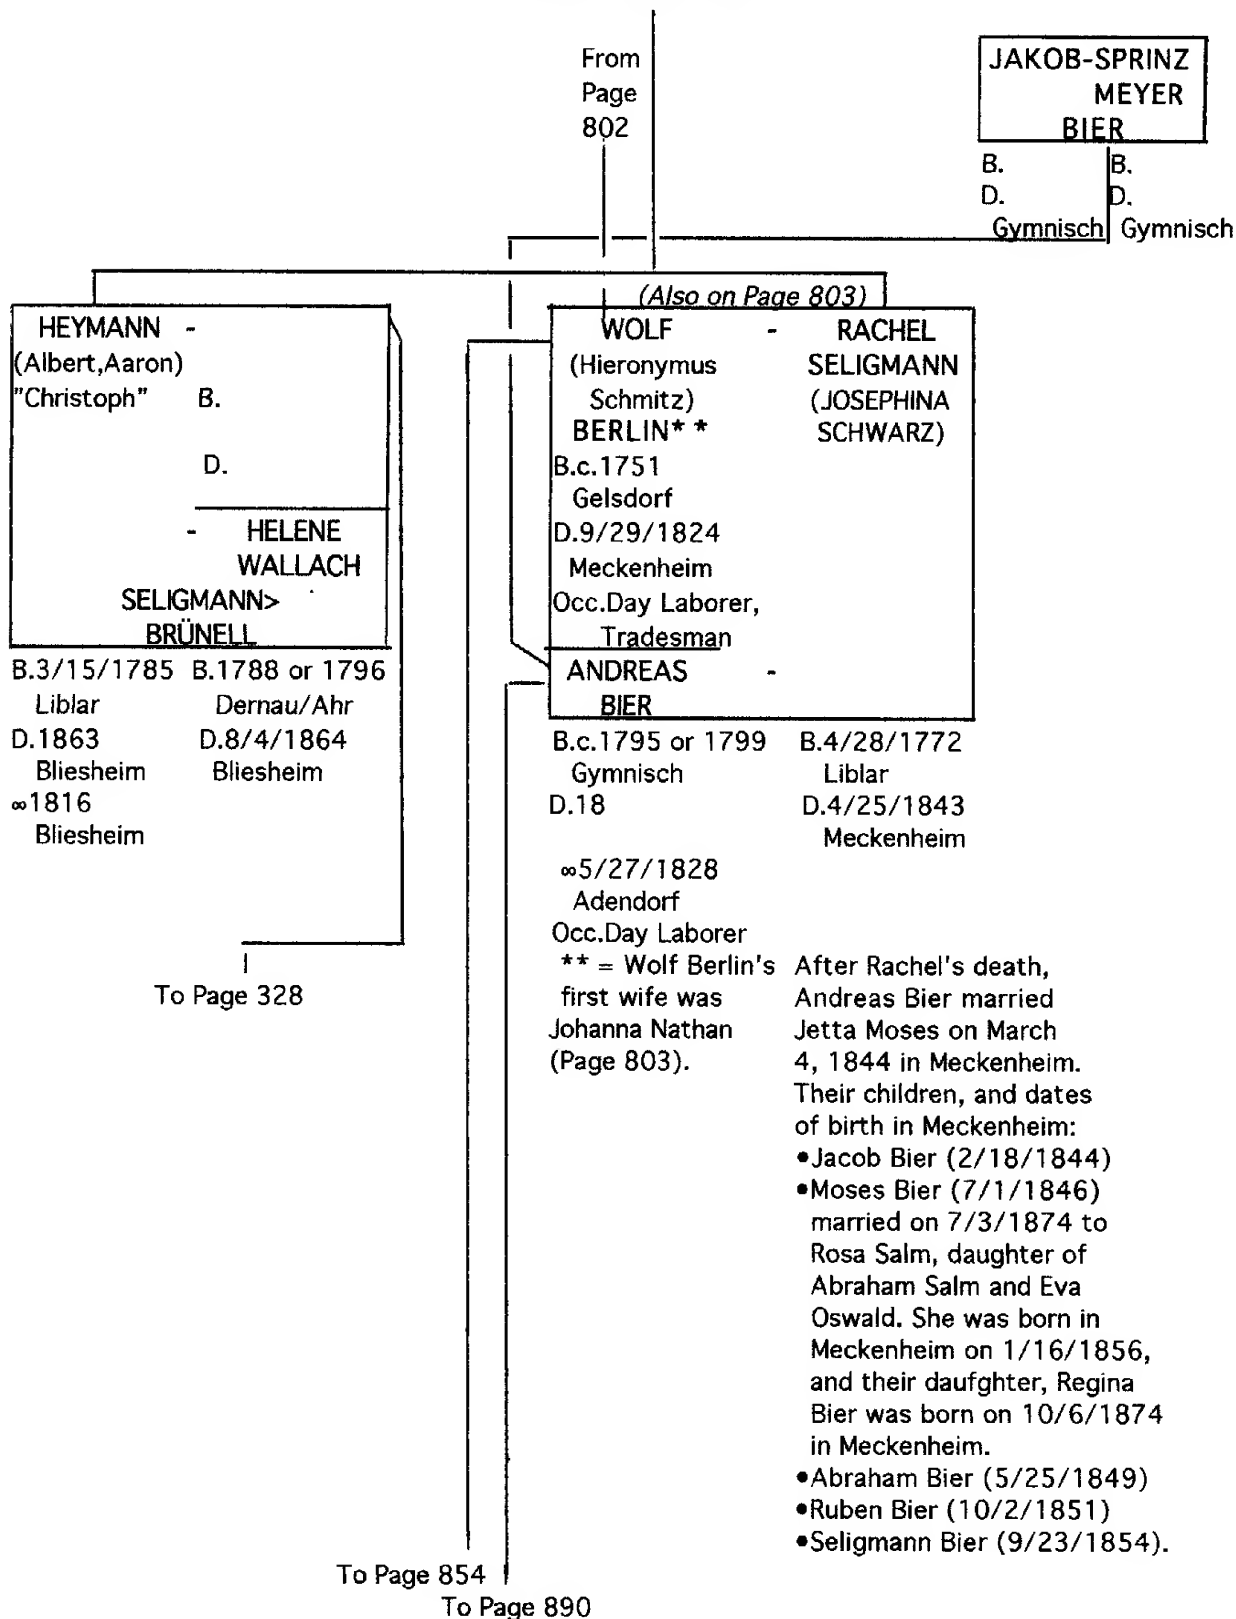 From
Page
802
JAKOB-SPRINZ
MEYER
BIER
B. B.
D. D.
Gymnisch Gymnisch
(Also on Page 803)
HEYMANN -
(Albert,Aaron)
"Christoph" B.
D.
- HELENE
WALLACH
SELIGMANN>
BRÜNELL
B.3/15/1785 B.1788 or 1796
Liblar Dernau/Ahr
D.1863 D.8/4/1864
Bliesheim Bliesheim
∞1816
Bliesheim
To Page 328
WOLF - RACHEL
(Hieronymus SELIGMANN
Schmitz) (JOSEPHINA
BERLIN** SCHWARZ)
B.c.1751
Gelsdorf
D.9/29/1824
Meckenheim
Occ.Day Laborer,
Tradesman
ANDREAS -
BIER
B.c.1795 or 1799 B.4/28/1772
Gymnisch Liblar
D.18 D.4/25/1843
Meckenheim
∞5/27/1828
Adendorf
Occ.Day Laborer
** = Wolf Berlin's
first wife was
Johanna Nathan
(Page 803).
After Rachel's death,
Andreas Bier married
Jetta Moses on March
4, 1844 in Meckenheim.
Their children, and dates
of birth in Meckenheim:
•Jacob Bier (2/18/1844)
•Moses Bier (7/1/1846)
married on 7/3/1874 to
Rosa Salm, daughter of
Abraham Salm and Eva
Oswald. She was born in
Meckenheim on 1/16/1856,
and their daufghter, Regina
Bier was born on 10/6/1874
in Meckenheim.
•Abraham Bier (5/25/1849)
•Ruben Bier (10/2/1851)
•Seligmann Bier (9/23/1854).
To Page 854
To Page 890